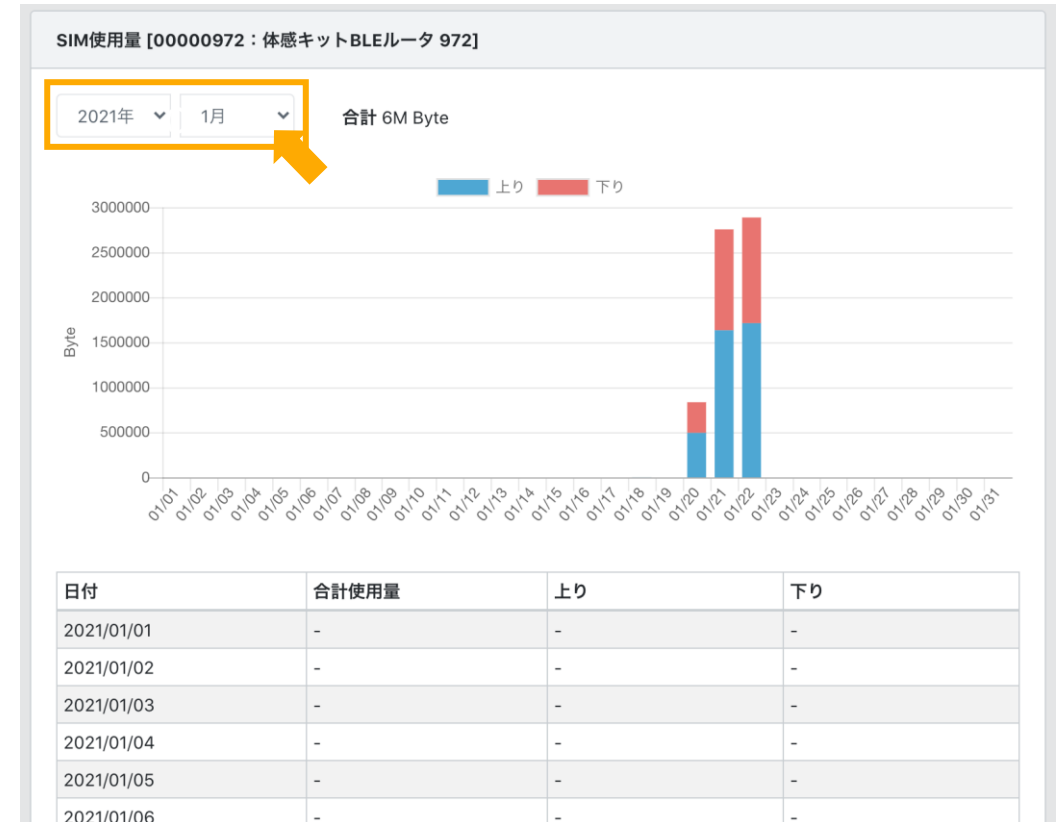 SIM使用量 [00000972：体感キットBLEルータ 972]
2021年 1月 合計 6M Byte
上り 下り
3000000
2500000
2000000
1500000
1000000
500000
0
Byte
01/01 01/02 01/03 01/04 01/05 01/06 01/07 01/08 01/09 01/10 01/11 01/12 01/13 01/14 01/15 01/16 01/17 01/18 01/19 01/20 01/21 01/22 01/23 01/24 01/25 01/26 01/27 01/28 01/29 01/30 01/31
日付 合計使用量 上り 下り
2021/01/01 - - -
2021/01/02 - - -
2021/01/03 - - -
2021/01/04 - - -
2021/01/05 - - -
2021/01/06 - - -